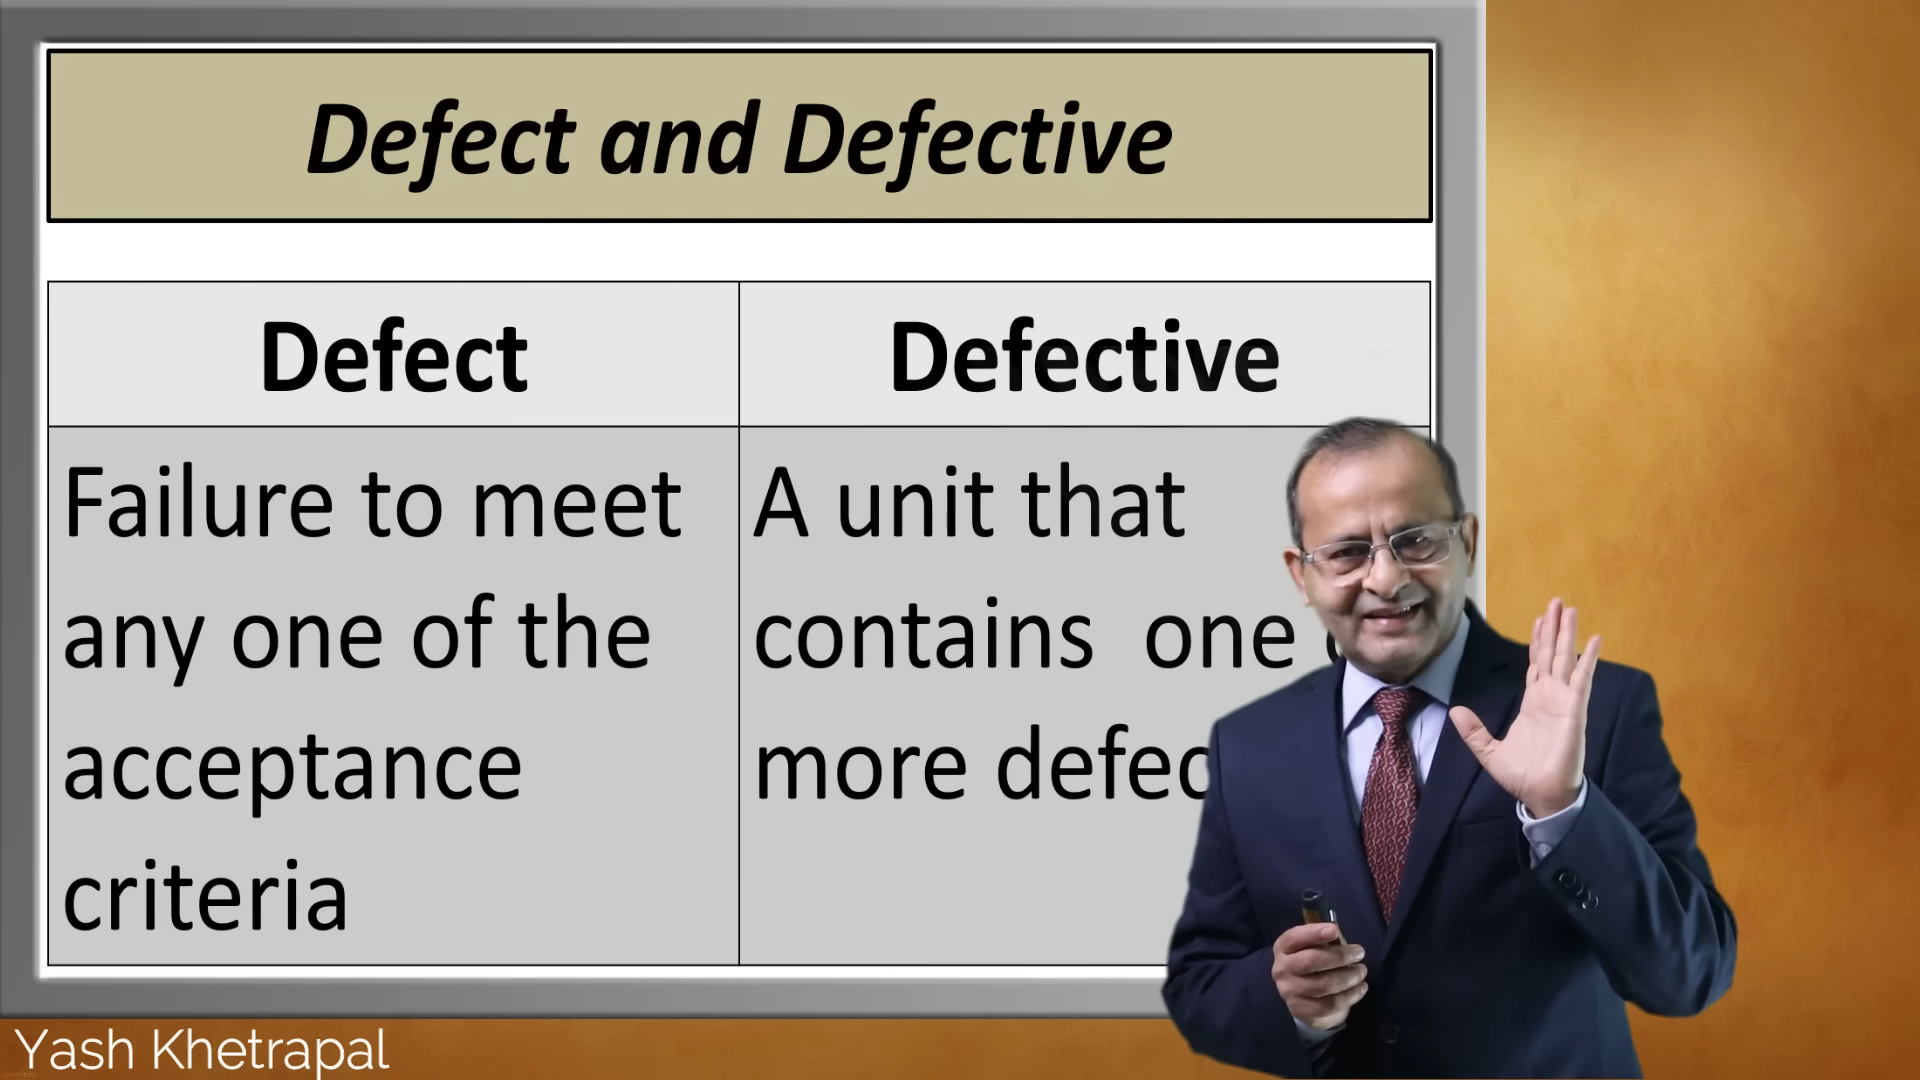 Defect and Defective
Defect
Defective
Failure to meet
any one of the
acceptance
criteria
A unit that
contains one
more
Yash Khetrapal